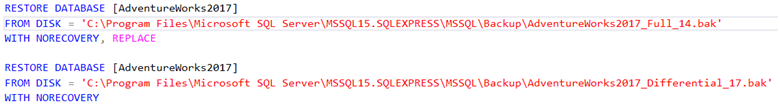 RESTORE DATABASE [AdventureWorks2017]
FROM DISK = 'C:\Program Files\Microsoft SQL Server\MSSQL15.SQLEXPRESS\MSSQL\Backup\AdventureWorks2017_Full_14.bak'
WITH NORECOVERY, REPLACE
RESTORE DATABASE [AdventureWorks2017]
FROM DISK = 'C:\Program Files\Microsoft SQL Server\MSSQL15.SQLEXPRESS\MSSQL\Backup\AdventureWorks2017_Differential_17.bak'
WITH NORECOVERY